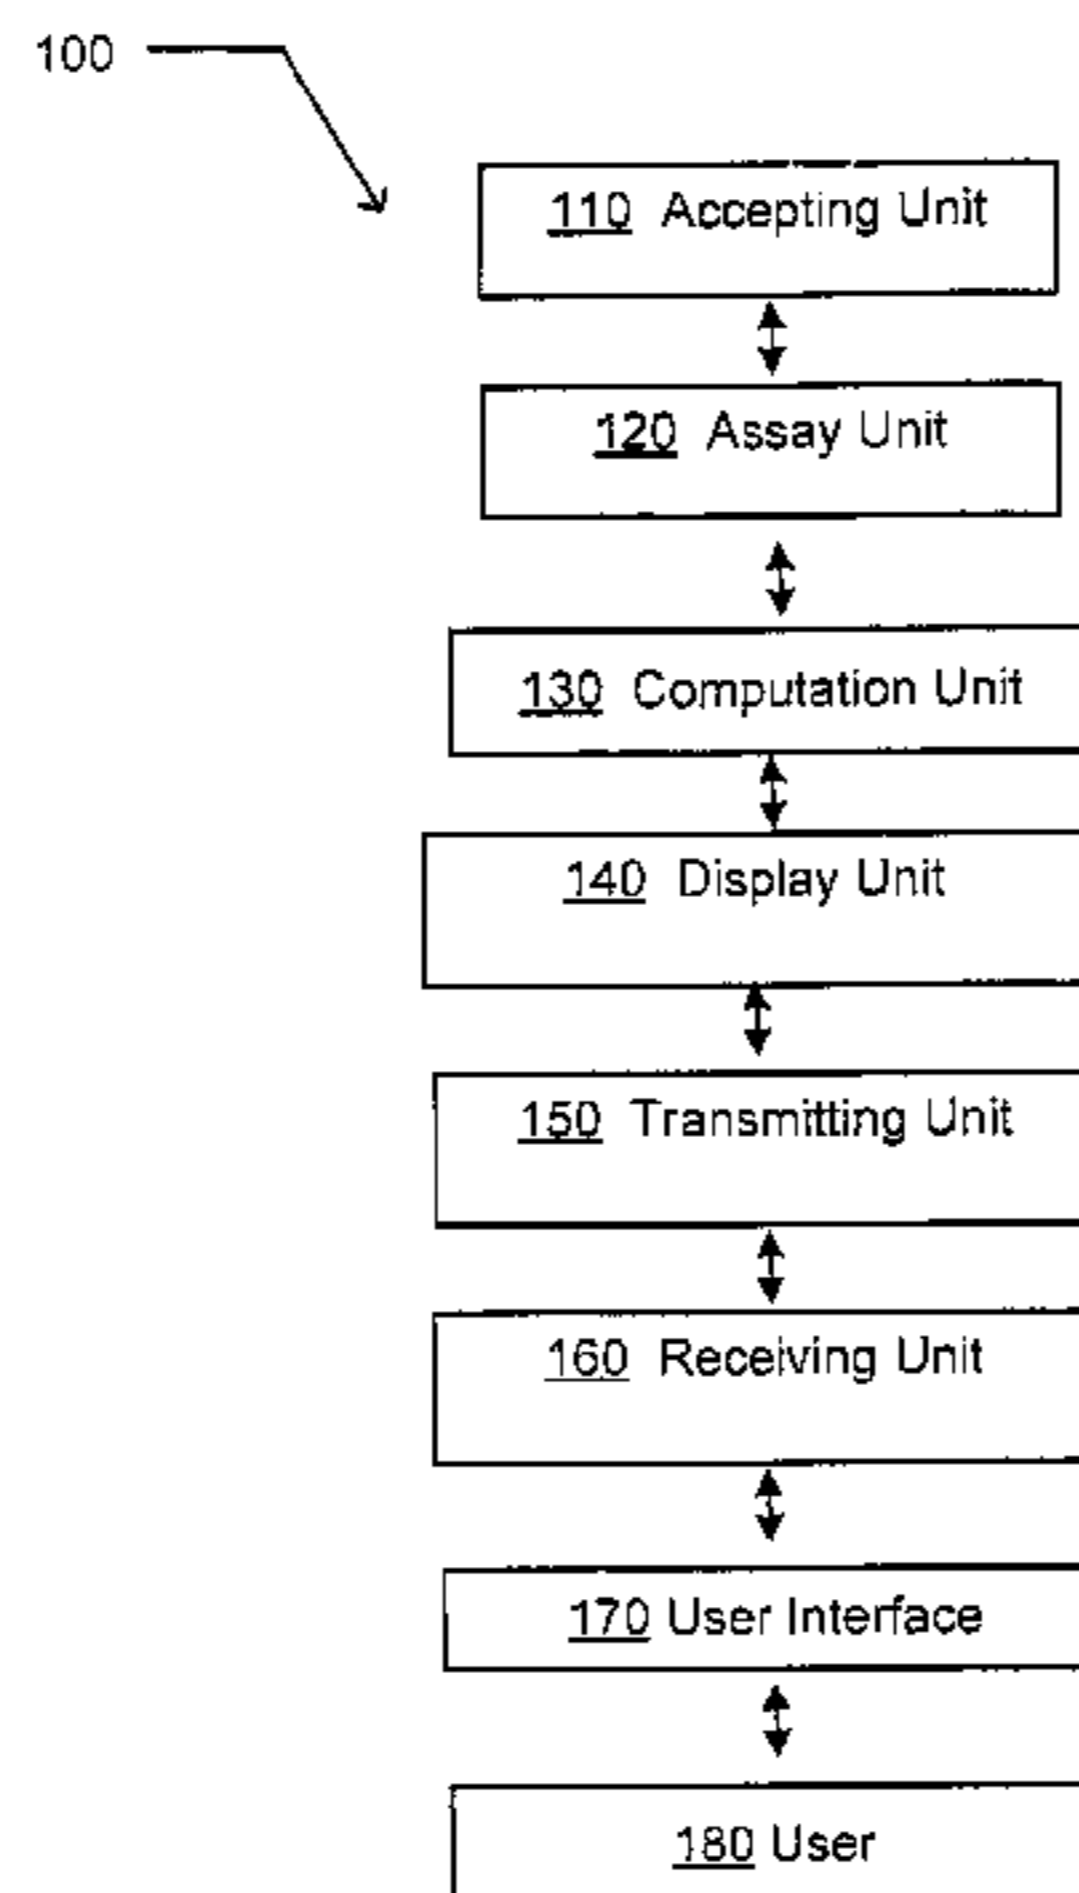 100
110 Accepting Unit
120 Assay Unit
130 Computation Unit
140 Display Unit
150 Transmitting Unit
160 Receiving Unit
170 User Interface
180 User